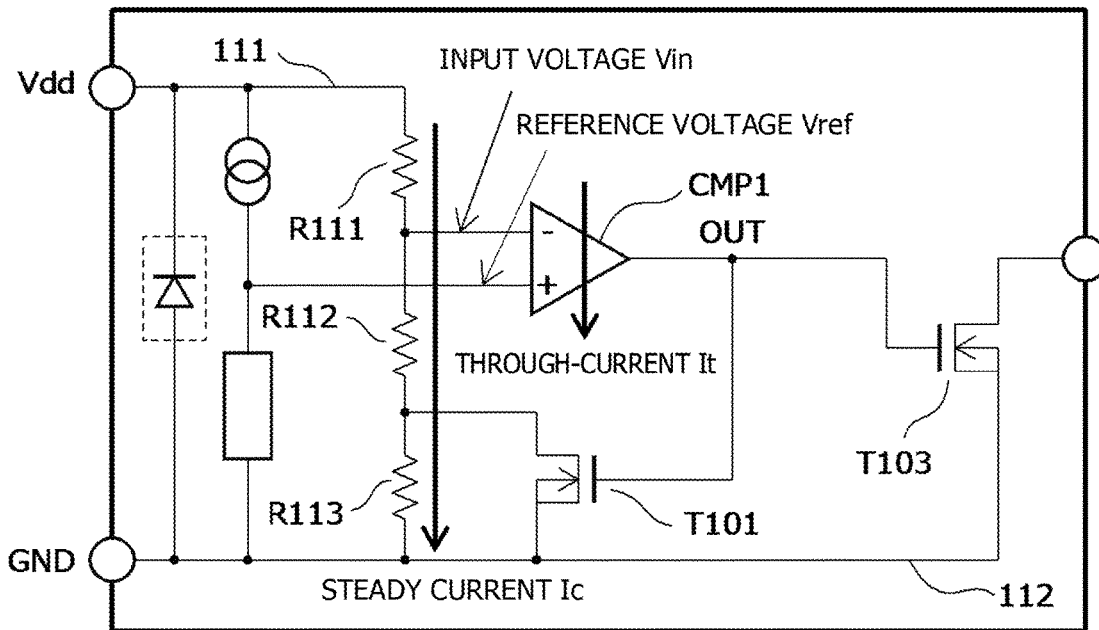 111
INPUT VOLTAGE Vin
Vdd
REFERENCE VOLTAGE Vref
CMP1
R111
-
OUT
+
R112
THROUGH-CURRENT It
T103
R113
T101
GND
STEADY CURRENT Ic
112